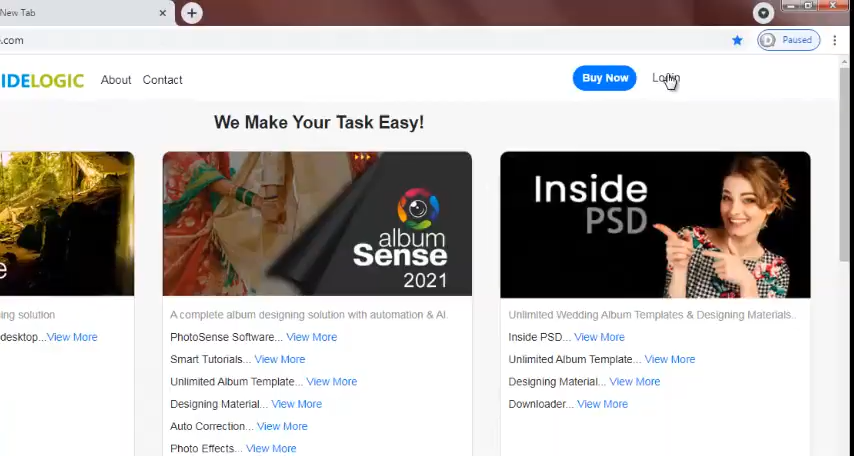 New Tab
.com
Paused
IDELOGIC About Contact Buy Now Login
We Make Your Task Easy!
e
album
Sense
2021
Inside
PSD
ing solution
desktop...View More
A complete album designing solution with automation & AI.
PhotoSense Software... View More
Smart Tutorials... View More
Unlimited Album Template... View More
Designing Material... View More
Auto Correction... View More
Photo Effects... View More
Unlimited Wedding Album Templates & Designing Materials..
Inside PSD... View More
Unlimited Album Template... View More
Designing Material... View More
Downloader... View More